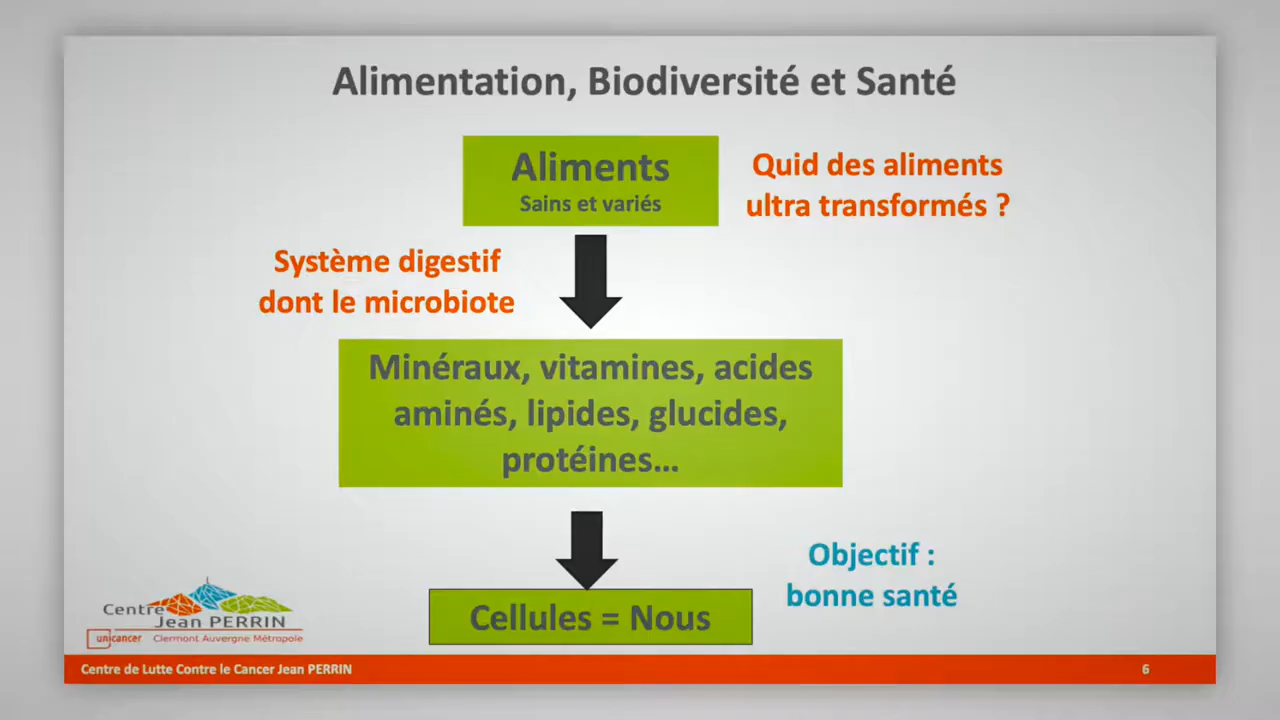 Alimentation, Biodiversité et Santé
Aliments
Sains et variés
Quid des aliments
ultra transformés ?
Système digestif
dont le microbiote
Minéraux, vitamines, acides
aminés, lipides, glucides,
protéines…
Objectif :
bonne santé
Cellules = Nous
Centre
Jean PERRIN
unicancer Clermont Auvergne Métropole
Centre de Lutte Contre le Cancer Jean PERRIN
6